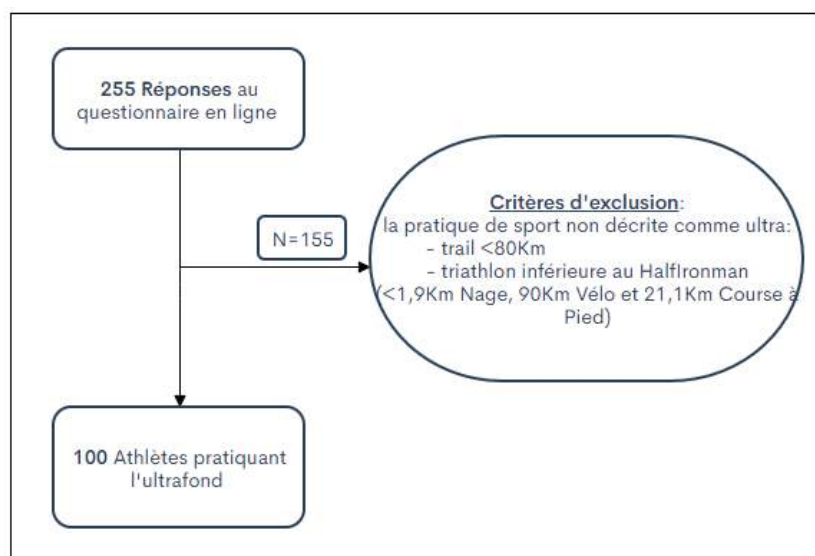 255 Réponses au
questionnaire en ligne
N=155
Critères d'exclusion:
la pratique de sport non décrite comme ultra:
- trail <80Km
- triathlon inférieure au HalfIronman
(<1,9Km Nage, 90Km Vélo et 21,1Km Course à
Pied)
100 Athlètes pratiquant
l'ultrafond